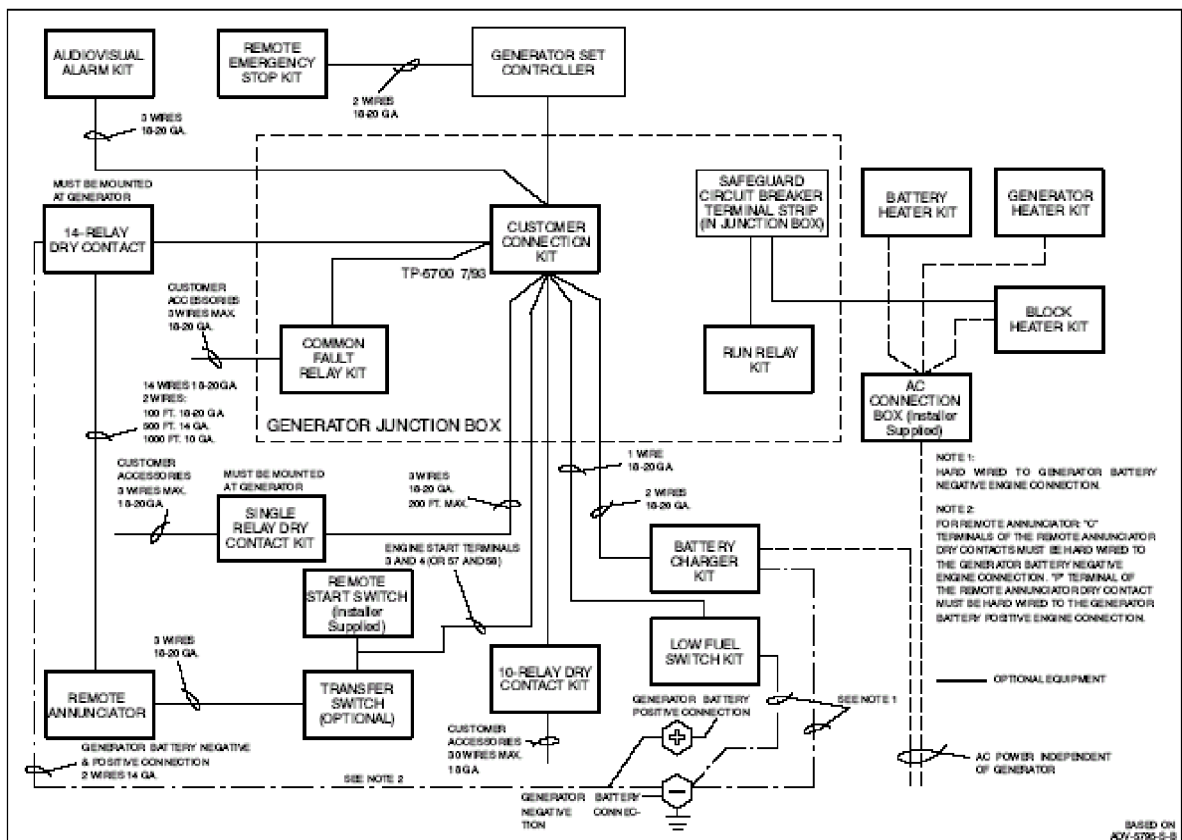 AUDIOVISUAL
ALARM KIT
REMOTE
EMERGENCY
STOP KIT
GENERATOR SET
CONTROLLER
2 WIRES
18-20 GA.
3 WIRES
18-20 GA.
MUST BE MOUNTED
AT GENERATOR
14-RELAY
DRY CONTACT
CUSTOMER
CONNECTION
KIT
TP-5700 7/93
SAFEGUARD
CIRCUIT BREAKER
TERMINAL STRIP
(IN JUNCTION BOX)
BATTERY
HEATER KIT
GENERATOR
HEATER KIT
BLOCK
HEATER KIT
CUSTOMER
ACCESSORIES
3 WIRES MAX.
18-20 GA.
COMMON
FAULT
RELAY KIT
RUN RELAY
KIT
AC
CONNECTION
BOX (Installer
Supplied)
GENERATOR JUNCTION BOX
14 WIRES 18-20 GA
2 WIRES:
100 FT. 18-20 GA
500 FT. 14 GA.
1000 FT. 10 GA.
CUSTOMER
ACCESSORIES
3 WIRES MAX.
18-20GA
MUST BE MOUNTED
AT GENERATOR
SINGLE
RELAY DRY
CONTACT KIT
3 WIRES
18-20 GA.
200 FT. MAX.
1 WIRE
18-20 GA
2 WIRES
18-20 GA.
BATTERY
CHARGER
KIT
ENGINE START TERMINALS
3 AND 4 (OR 57 AND 58)
REMOTE
START SWITCH
(Installer
Supplied)
LOW FUEL
SWITCH KIT
10-RELAY DRY
CONTACT KIT
3 WIRES
18-20 GA.
REMOTE
ANNUNCIATOR
TRANSFER
SWITCH
(OPTIONAL)
CUSTOMER
ACCESSORIES
30 WIRES MAX.
18 GA
GENERATOR BATTERY
POSITIVE CONNECTION
+
SEE NOTE 1
GENERATOR BATTERY NEGATIVE
& POSITIVE CONNECTION
2 WIRES 14 GA.
SEE NOTE 2
GENERATOR BATTERY
NEGATIVE CONNEC-
TION
−
NOTE 1:
HARD WIRED TO GENERATOR BATTERY
NEGATIVE ENGINE CONNECTION.
NOTE 2:
FOR REMOTE ANNUNCIATOR: "C"
TERMINALS OF THE REMOTE ANNUNCIATOR
DRY CONTACTS MUST BE HARD WIRED TO
THE GENERATOR BATTERY NEGATIVE
ENGINE CONNECTION. "P" TERMINAL OF
THE REMOTE ANNUNCIATOR DRY CONTACT
MUST BE HARD WIRED TO THE GENERATOR
BATTERY POSITIVE ENGINE CONNECTION.
OPTIONAL EQUIPMENT
AC POWER INDEPENDENT
OF GENERATOR
BASED ON